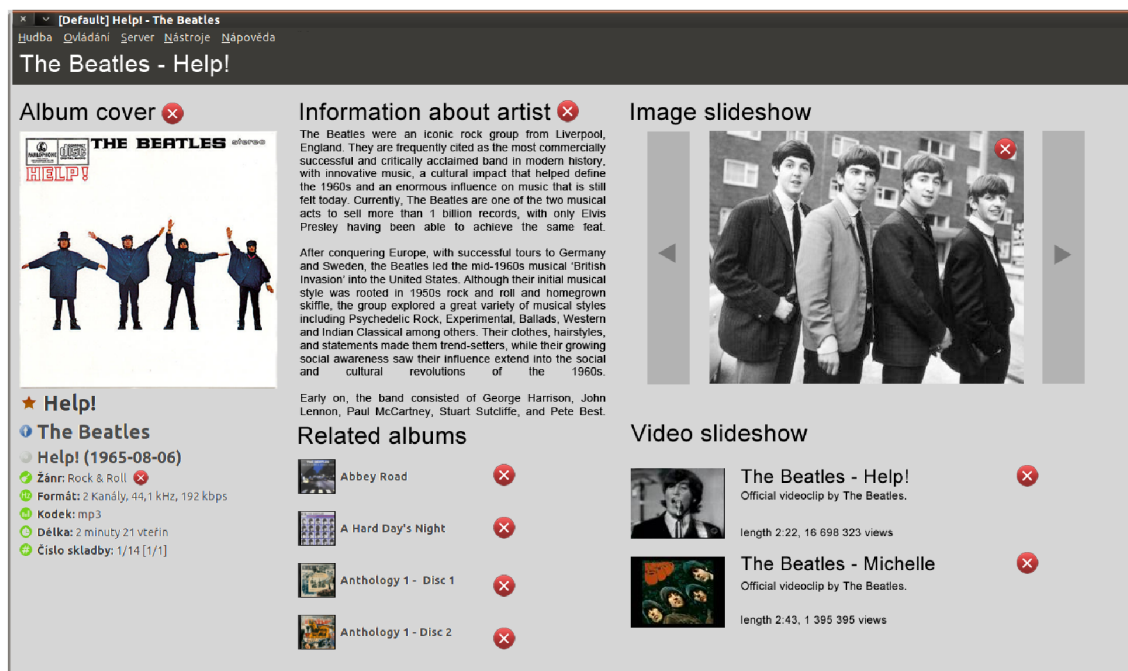 [Default] Help! - The Beatles
Hudba Ovládání Server Nástroje Nápověda
The Beatles - Help!
Album cover
THE BEATLES stereo
PARLOPHONE
HELP!
Help!
The Beatles
Help! (1965-08-06)
Žánr: Rock & Roll
Formát: 2 Kanály, 44,1 kHz, 192 kbps
Kodek: mp3
Délka: 2 minuty 21 vteřin
Číslo skladby: 1/14 [1/1]
Information about artist
The Beatles were an iconic rock group from Liverpool,
England. They are frequently cited as the most commercially
successful and critically acclaimed band in modern history,
with innovative music, a cultural impact that helped define
the 1960s and an enormous influence on music that is still
felt today. Currently, The Beatles are one of the two musical
acts to sell more than 1 billion records, with only Elvis
Presley having been able to achieve the same feat.
After conquering Europe, with successful tours to Germany
and Sweden, the Beatles led the mid-1960s musical 'British
Invasion' into the United States. Although their initial musical
style was rooted in 1950s rock and roll and homegrown
skiffle, the group explored a great variety of musical styles
including Psychedelic Rock, Experimental, Ballads, Western
and Indian Classical among others. Their clothes, hairstyles,
and statements made them trend-setters, while their growing
social awareness saw their influence extend into the social
and cultural revolutions of the 1960s.
Early on, the band consisted of George Harrison, John
Lennon, Paul McCartney, Stuart Sutcliffe, and Pete Best.
Related albums
Abbey Road
A Hard Day's Night
Anthology 1 - Disc 1
Anthology 1 - Disc 2
Image slideshow
Video slideshow
The Beatles - Help!
Official videoclip by The Beatles.
length 2:22, 16 698 323 views
The Beatles - Michelle
Official videoclip by The Beatles.
length 2:43, 1 395 395 views